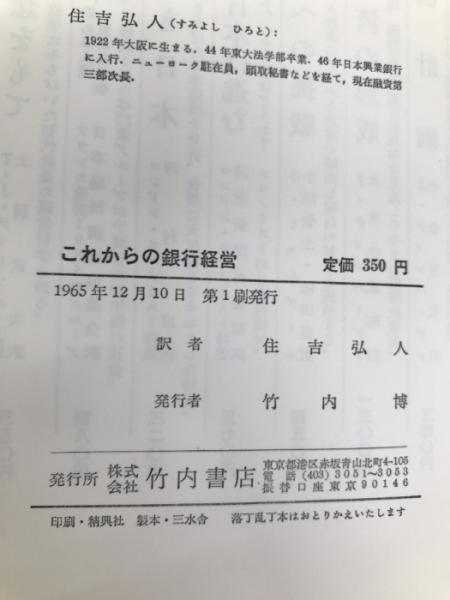 住吉弘人(すみよし ひろと):
1922年大阪に生まる. 44年東大法学部卒業. 46年日本興業銀行
に入行. ニューヨーク駐在員, 頭取秘書などを経て, 現在融資第
三部次長.
これからの銀行経営 定価 350 円
1965年12月10日 第1刷発行
訳者 住吉弘人
発行者 竹内博
発行所 株式会社 竹内書店
東京都港区赤坂青山北町4-105
電話 (403) 3051〜3053
振替口座東京90146
印刷・精興社 製本・三水舎 落丁乱丁本はおとりかえいたします